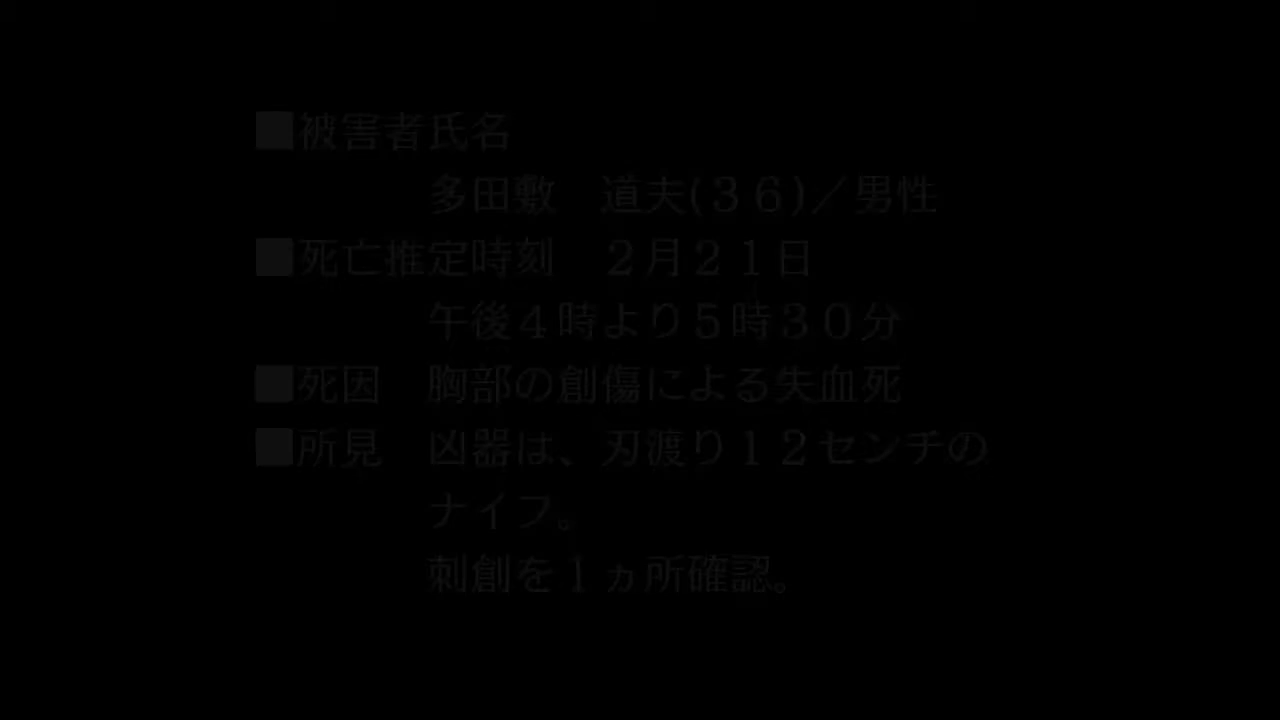 ■被害者氏名
多田敷　道夫(３６)／男性
■死亡推定時刻　２月２１日
午後４時より５時３０分
■死因　胸部の創傷による失血死
■所見　凶器は、刃渡り１２センチの
ナイフ。
刺創を１ヵ所確認。